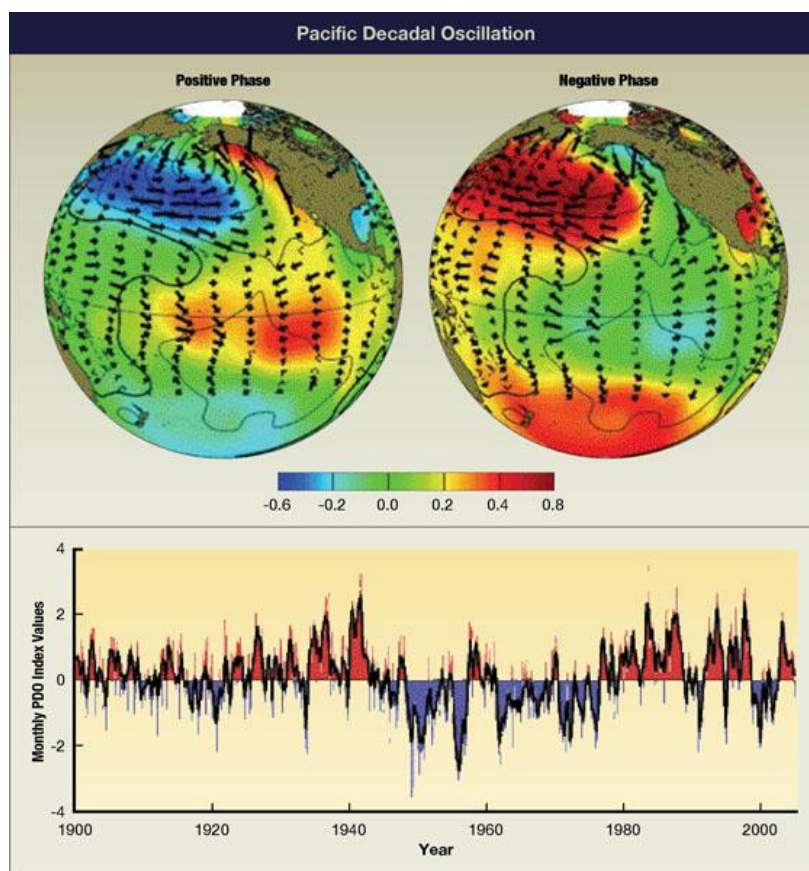 Pacific Decadal Oscillation
Positive Phase
Negative Phase
-0.6 -0.2 0.0 0.2 0.4 0.8
Monthly PDO Index Values
4
2
0
-2
-4
1900 1920 1940 1960 1980 2000
Year